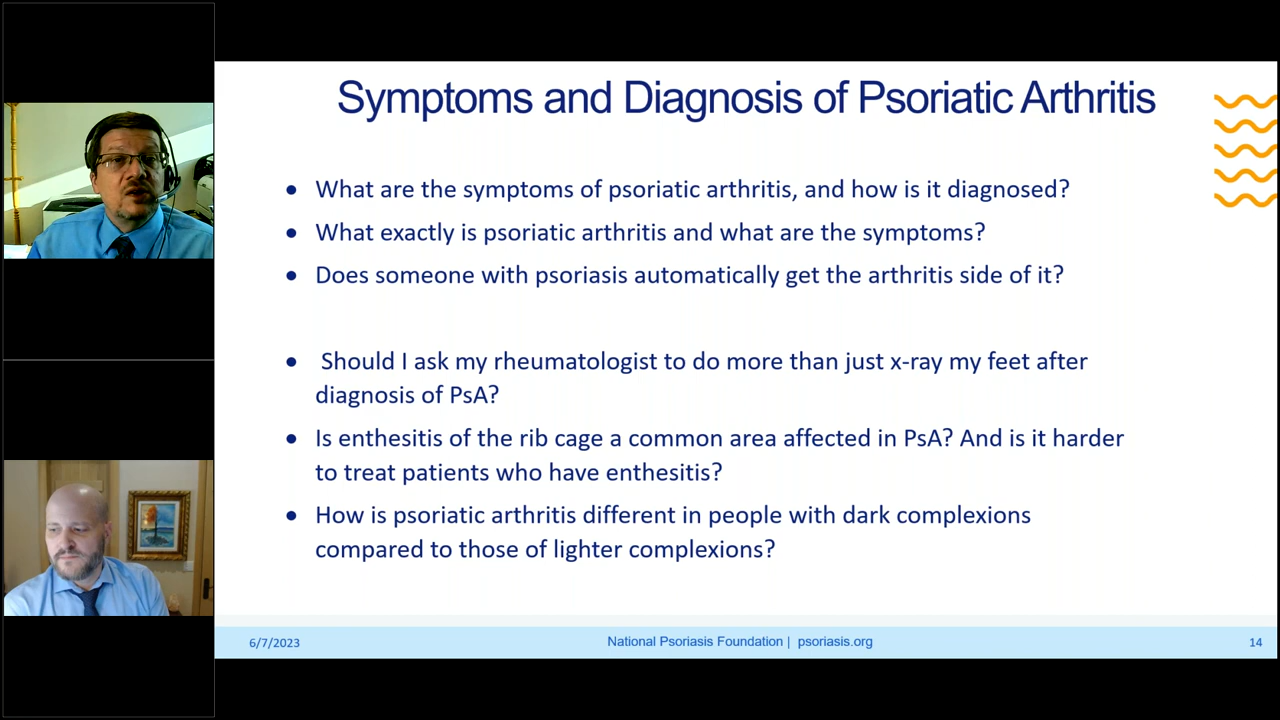 Symptoms and Diagnosis of Psoriatic Arthritis
• What are the symptoms of psoriatic arthritis, and how is it diagnosed?
• What exactly is psoriatic arthritis and what are the symptoms?
• Does someone with psoriasis automatically get the arthritis side of it?
• Should I ask my rheumatologist to do more than just x-ray my feet after
diagnosis of PsA?
• Is enthesitis of the rib cage a common area affected in PsA? And is it harder
to treat patients who have enthesitis?
• How is psoriatic arthritis different in people with dark complexions
compared to those of lighter complexions?
6/7/2023
National Psoriasis Foundation | psoriasis.org
14